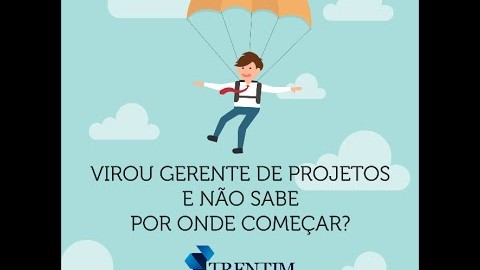 VIROU GERENTE DE PROJETOS
E NÃO SABE
POR ONDE COMEÇAR?
TRENTIM